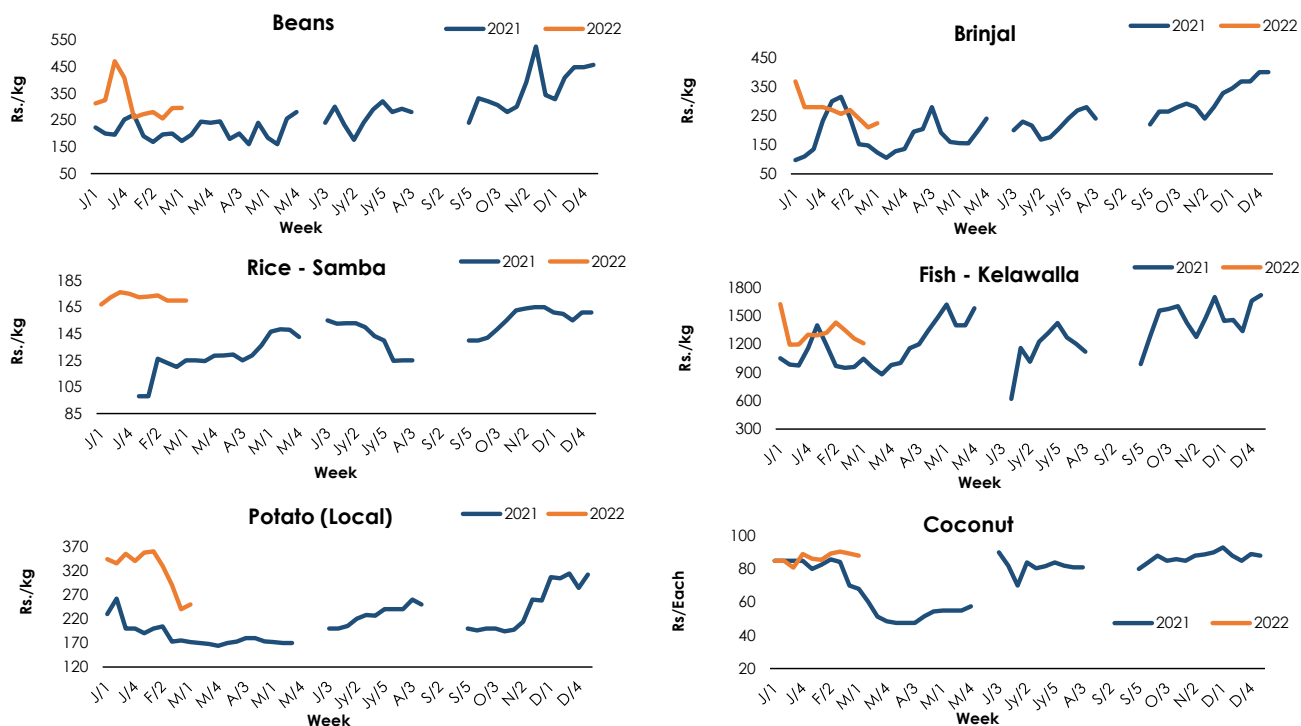 Beans
2021 2022
Rs./kg
550
450
350
250
150
50
J/1 J/4 F/2 M/1 M/4 A/3 M/1 M/4 J/3 Jy/2 Jy/5 A/3 S/2 S/5 O/3 N/2 D/1 D/4
Week
Brinjal
2021 2022
Rs./kg
450
350
250
150
50
J/1 J/4 F/2 M/1 M/4 A/3 M/1 M/4 J/3 Jy/2 Jy/5 A/3 S/2 S/5 O/3 N/2 D/1 D/4
Week
Rice - Samba
2021 2022
Rs./kg
185
165
145
125
105
85
J/1 J/4 F/2 M/1 M/4 A/3 M/1 M/4 J/3 Jy/2 Jy/5 A/3 S/2 S/5 O/3 N/2 D/1 D/4
Week
Fish - Kelawalla
2021 2022
Rs/kg
1800
1500
1200
900
600
300
J/1 J/4 F/2 M/1 M/4 A/3 M/1 M/4 J/3 Jy/2 Jy/5 A/3 S/2 S/5 O/3 N/2 D/1 D/4
Week
Potato (Local)
2021 2022
Rs./kg
370
320
270
220
170
120
J/1 J/4 F/2 M/1 M/4 A/3 M/1 M/4 J/3 Jy/2 Jy/5 A/3 S/2 S/5 O/3 N/2 D/1 D/4
Week
Coconut
Rs/Each
100
80
60
40
20
2021 2022
J/1 J/4 F/2 M/1 M/4 A/3 M/1 M/4 J/3 Jy/2 Jy/5 A/3 S/2 S/5 O/3 N/2 D/1 D/4
Week